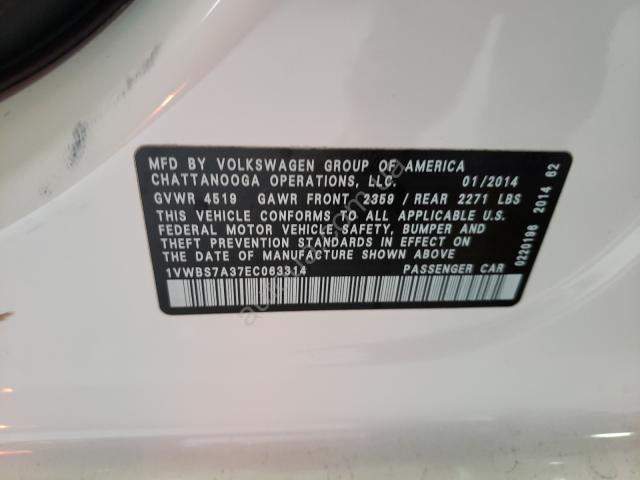 MFD BY VOLKSWAGEN GROUP OF AMERICA
CHATTANOOGA OPERATIONS, LLC. 01/2014
GVWR 4519 GAWR FRONT 2359 / REAR 2271 LBS
THIS VEHICLE CONFORMS TO ALL APPLICABLE U.S.
FEDERAL MOTOR VEHICLE SAFETY, BUMPER AND
THEFT PREVENTION STANDARDS IN EFFECT ON
THE DATE OF MANUFACTURE SHOWN ABOVE.
1VWBS7A37EC063314 PASSENGER CAR
0220196 2014 62